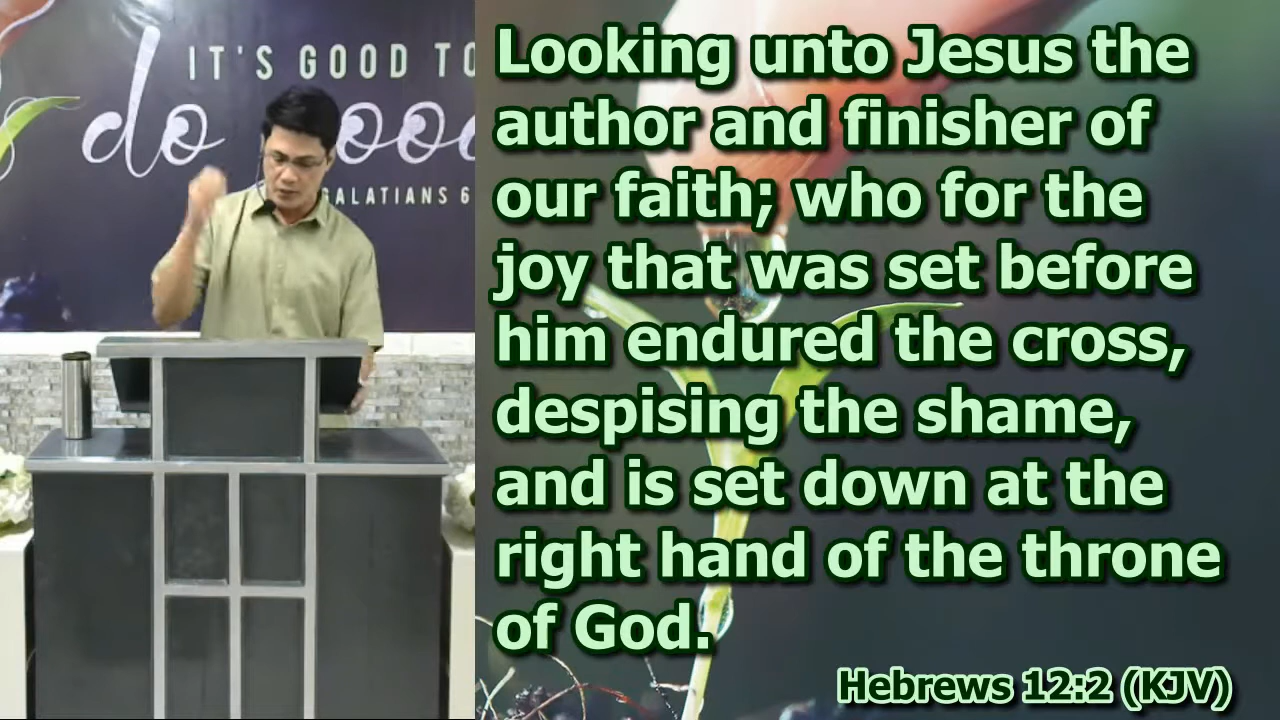 IT'S GOOD TO
do good
GALATIANS 6
Looking unto Jesus the
author and finisher of
our faith; who for the
joy that was set before
him endured the cross,
despising the shame,
and is set down at the
right hand of the throne
of God.
Hebrews 12:2 (KJV)